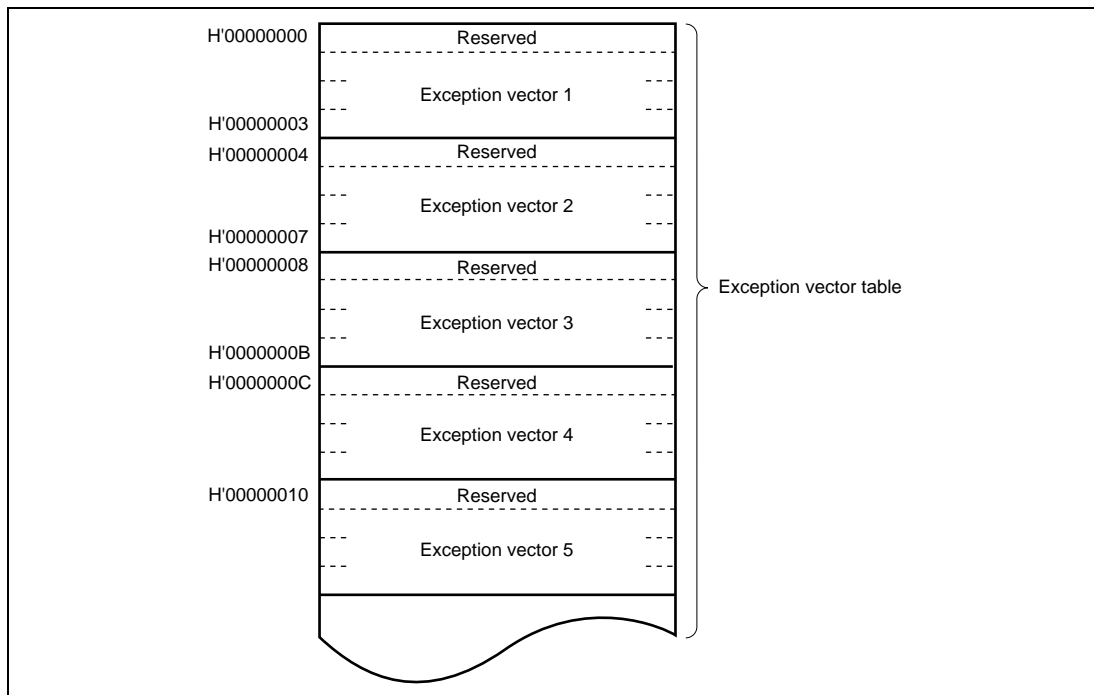 H'00000000 Reserved
Exception vector 1
H'00000003
H'00000004 Reserved
Exception vector 2
H'00000007
H'00000008 Reserved
Exception vector table
Exception vector 3
H'0000000B
H'0000000C Reserved
Exception vector 4
H'00000010 Reserved
Exception vector 5